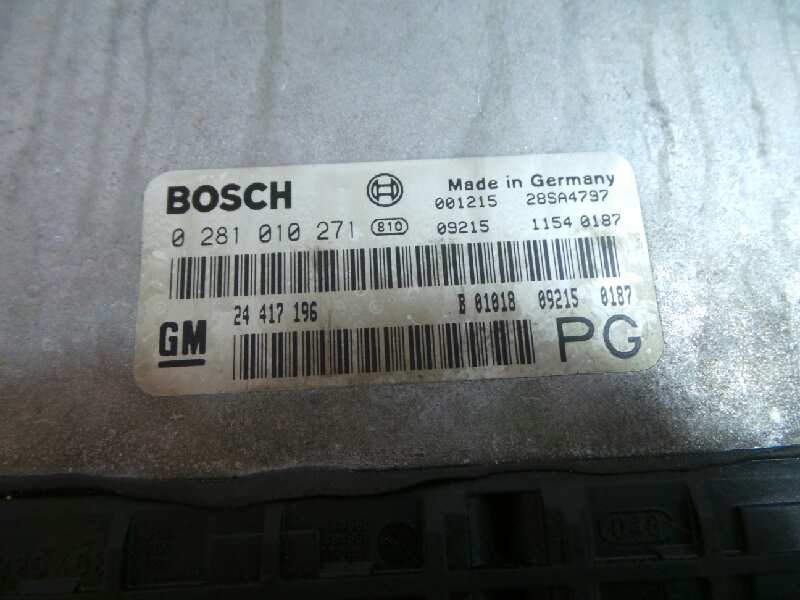 BOSCH Made in Germany
001215 28SA4797
0 281 010 271 810 09215 1154 0187
24 417 196 B 01018 09215 0187
GM PG